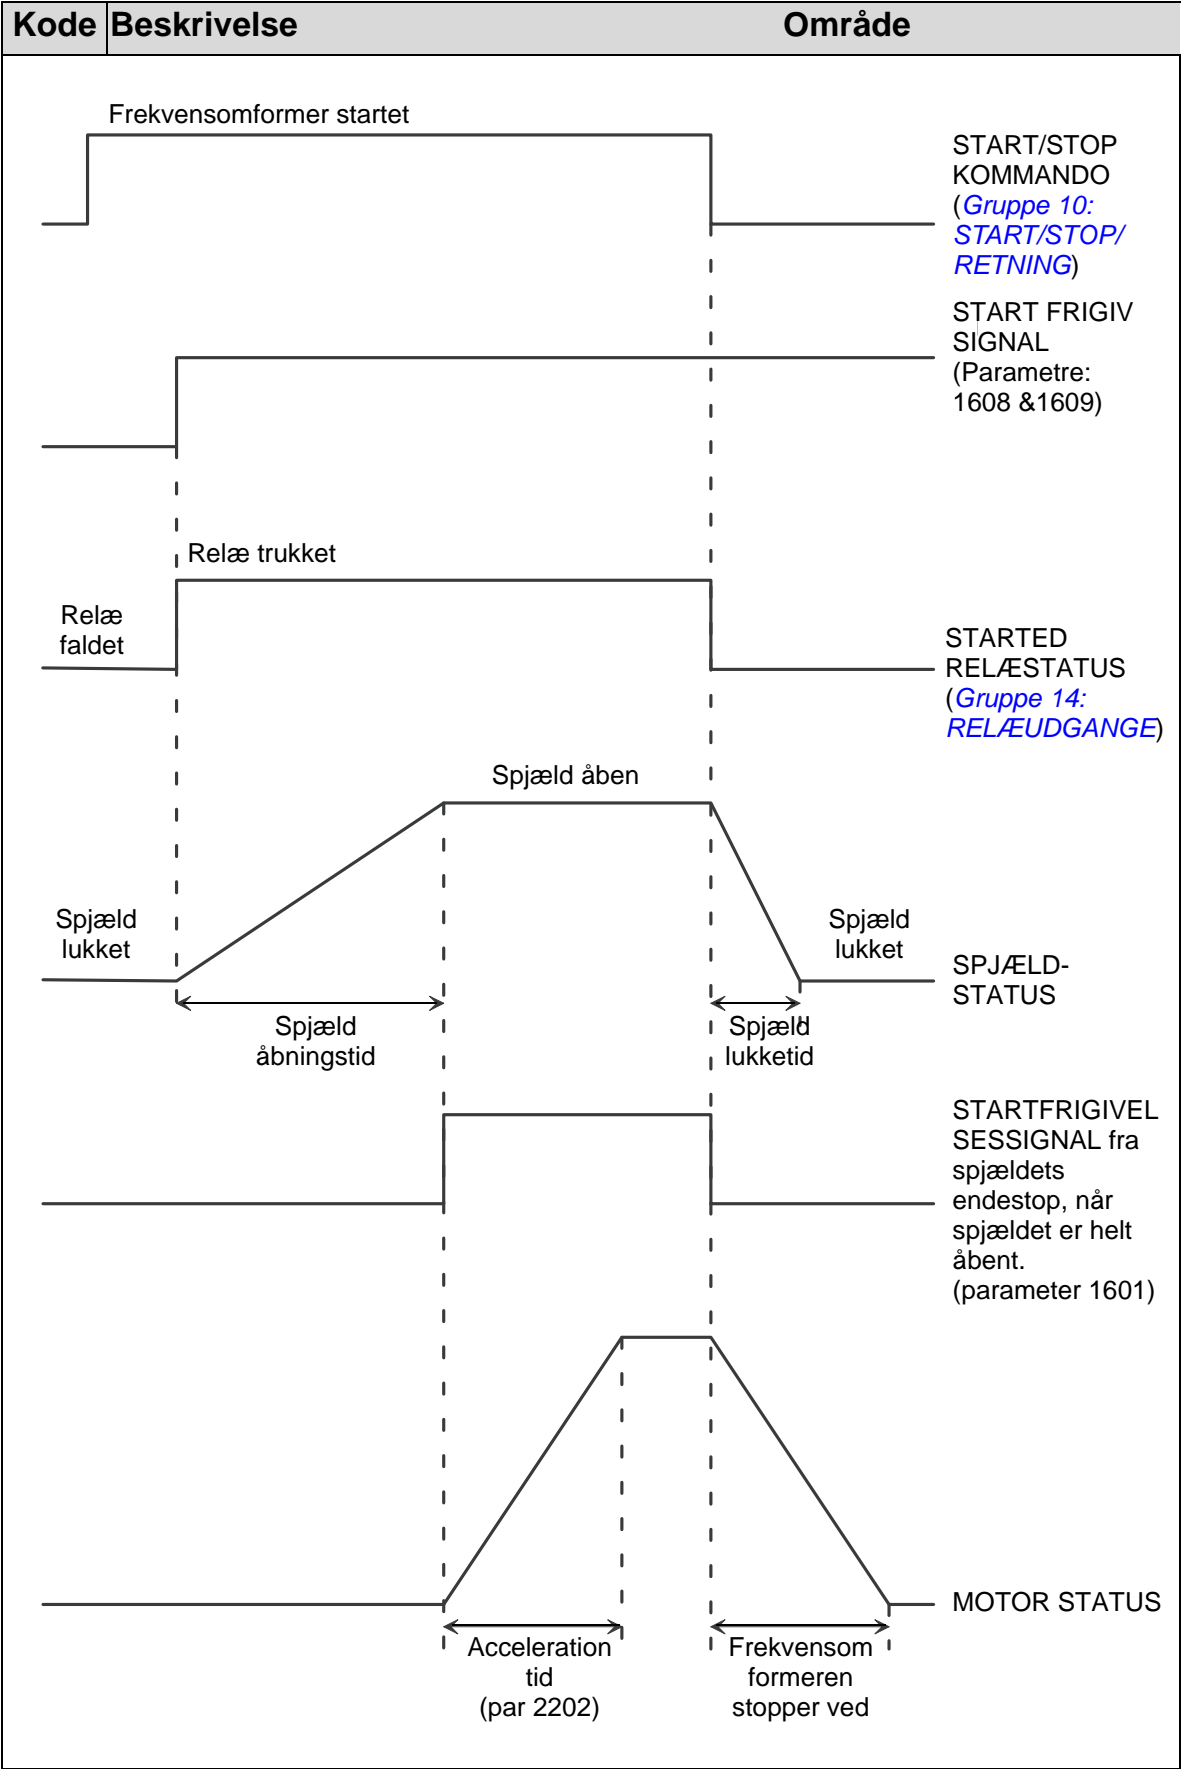 Kode Beskrivelse Område
Frekvensomformer startet
START/STOP
KOMMANDO
(Gruppe 10:
START/STOP/
RETNING)
START FRIGIV
SIGNAL
(Parametre:
1608 &1609)
Relæ trukket
Relæ
faldet
STARTED
RELÆSTATUS
(Gruppe 14:
RELÆUDGANGE)
Spjæld åben
Spjæld
lukket
Spjæld
lukket
SPJÆLD-
STATUS
Spjæld
åbningstid
Spjæld
lukketid
STARTFRIGIVEL
SESSIGNAL fra
spjældets
endestop, når
spjældet er helt
åbent.
(parameter 1601)
MOTOR STATUS
Acceleration
tid
(par 2202)
Frekvensom
formeren
stopper ved